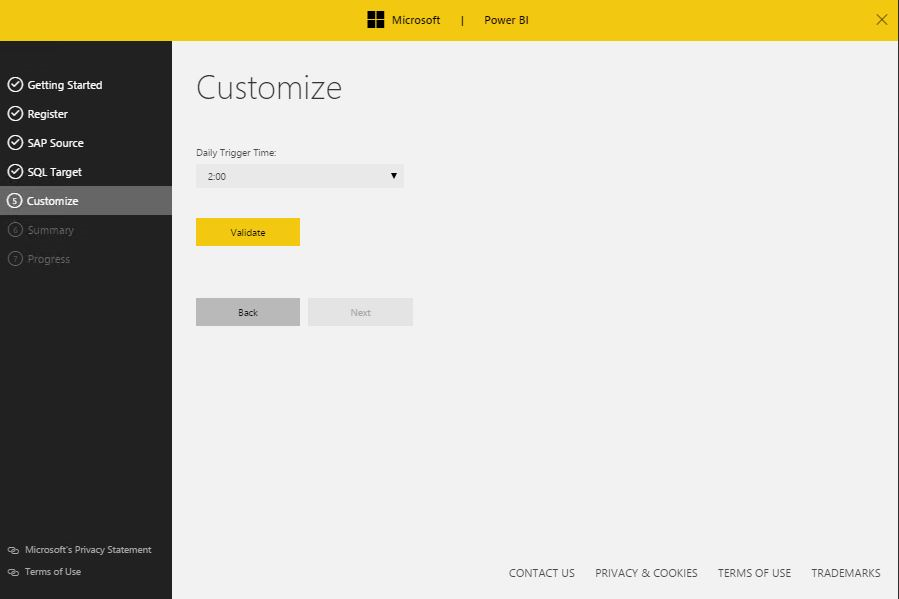 Microsoft | Power BI
Getting Started
Register
SAP Source
SQL Target
5 Customize
6 Summary
7 Progress
Customize
Daily Trigger Time:
2:00
Validate
Back Next
Microsoft's Privacy Statement
Terms of Use
CONTACT US PRIVACY & COOKIES TERMS OF USE TRADEMARKS